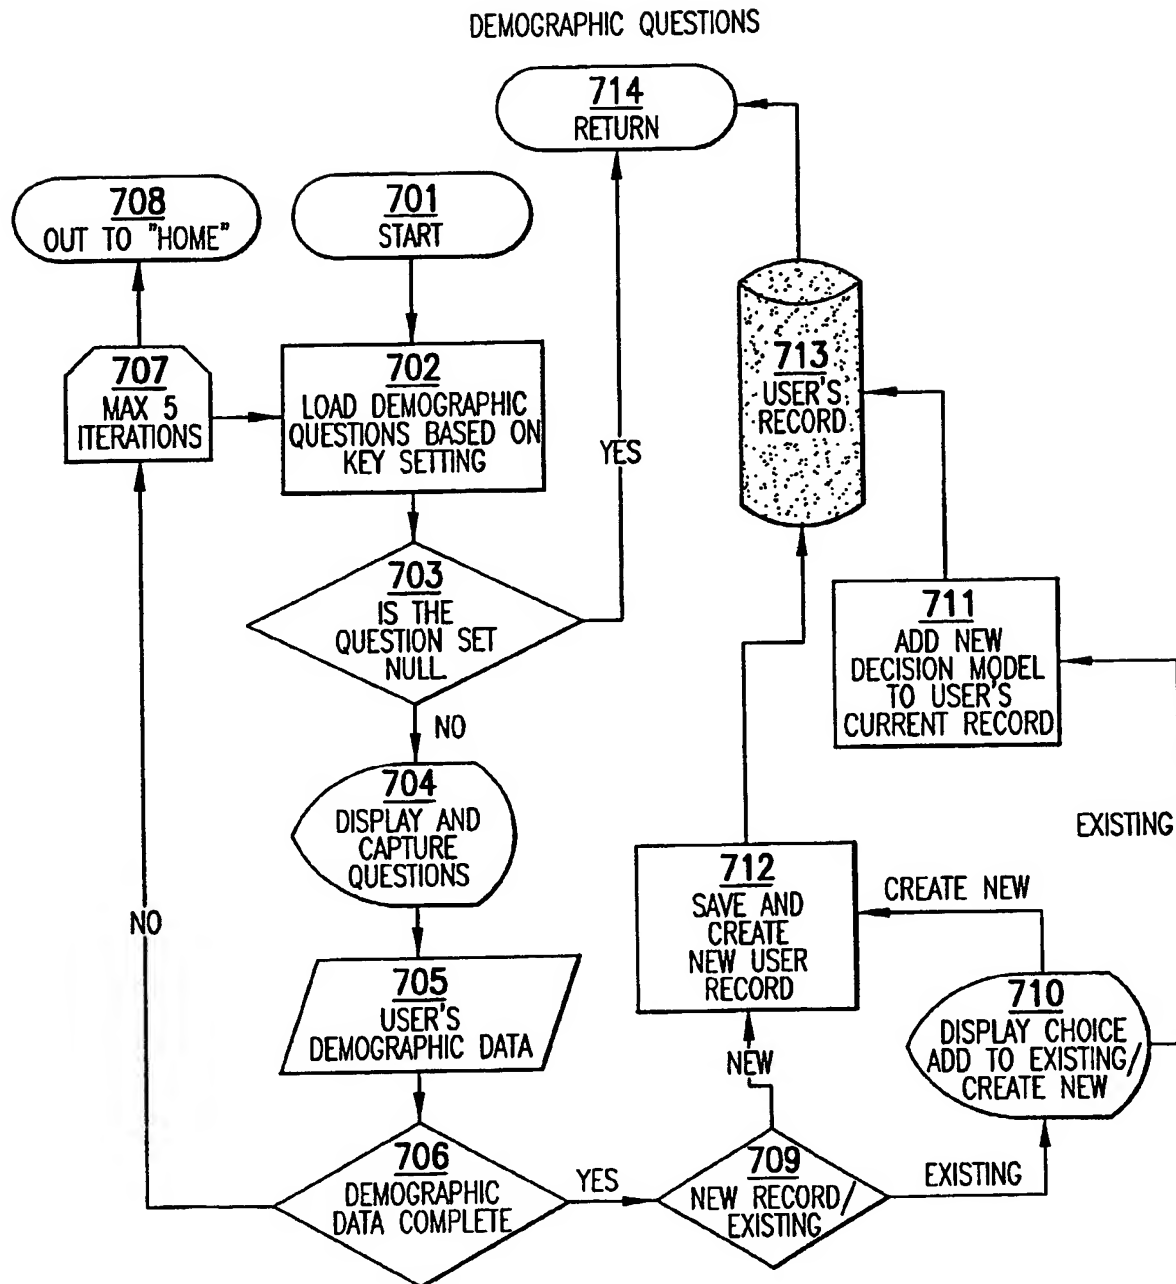 DEMOGRAPHIC QUESTIONS
714
RETURN
708
OUT TO "HOME"
701
START
707
MAX 5
ITERATIONS
702
LOAD DEMOGRAPHIC
QUESTIONS BASED ON
KEY SETTING
YES
713
USER'S
RECORD
703
IS THE
QUESTION SET
NULL
NO
711
ADD NEW
DECISION MODEL
TO USER'S
CURRENT RECORD
704
DISPLAY AND
CAPTURE
QUESTIONS
EXISTING
712
SAVE AND
CREATE
NEW USER
RECORD
CREATE NEW
NO
705
USER'S
DEMOGRAPHIC DATA
710
DISPLAY CHOICE
ADD TO EXISTING/
CREATE NEW
NEW
706
DEMOGRAPHIC
DATA COMPLETE
YES
709
NEW RECORD/
EXISTING
EXISTING